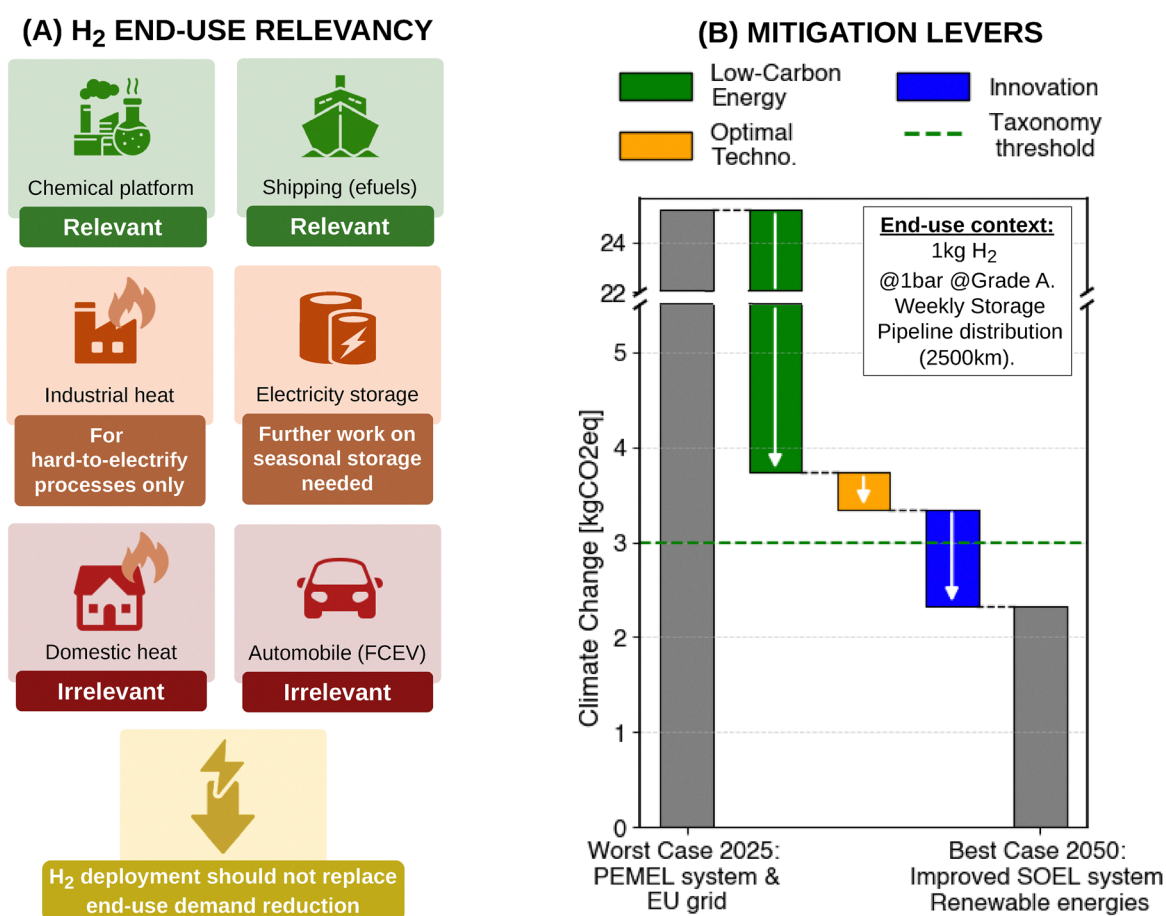 (A) H₂ END-USE RELEVANCY
Chemical platform
Relevant
Shipping (efuels)
Relevant
Industrial heat
For
hard-to-electrify
processes only
Electricity storage
Further work on
seasonal storage
needed
Domestic heat
Irrelevant
Automobile (FCEV)
Irrelevant
H₂ deployment should not replace
end-use demand reduction
(B) MITIGATION LEVERS
Low-Carbon
Energy
Optimal
Techno.
Innovation
Taxonomy
threshold
End-use context:
1kg H₂
@1bar @Grade A.
Weekly Storage
Pipeline distribution
(2500km).
Climate Change [kgCO2eq]
24
22
5
4
3
2
1
0
Worst Case 2025:
PEMEL system &
EU grid
Best Case 2050:
Improved SOEL system
Renewable energies